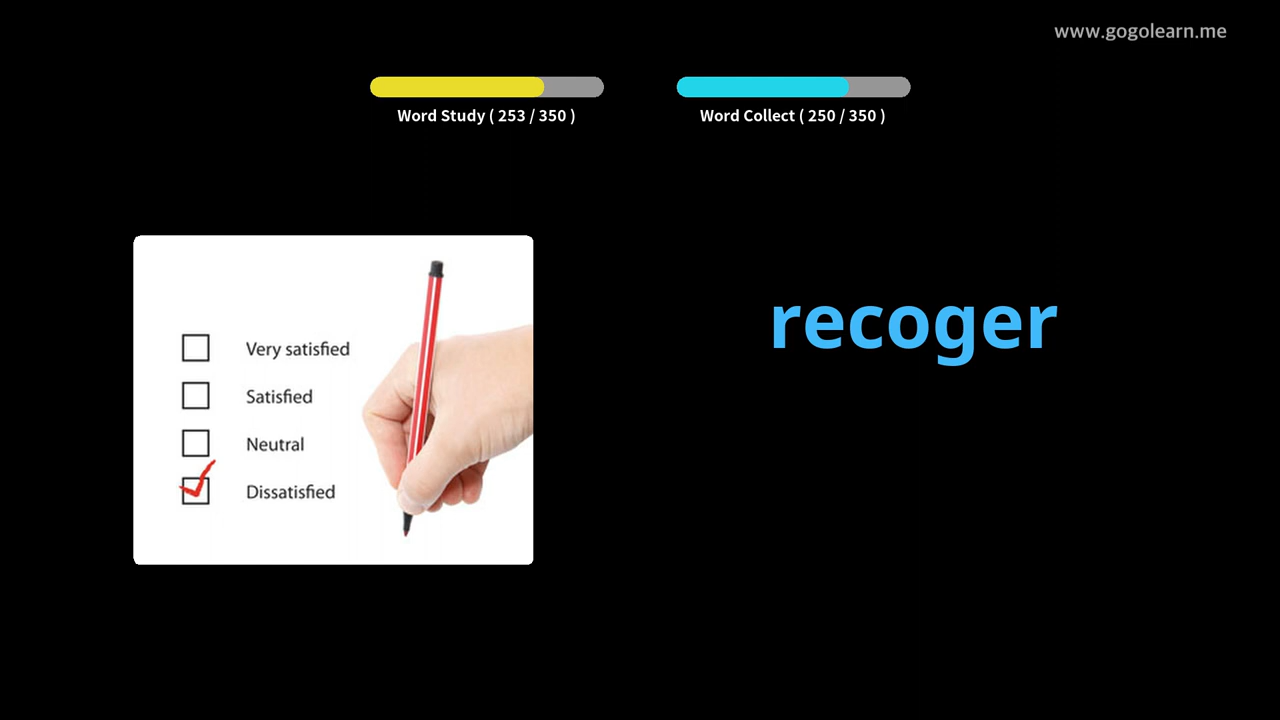 www.gogolearn.me
Word Study ( 253 / 350 )
Word Collect ( 250 / 350 )
recoger
Very satisfied
Satisfied
Neutral
Dissatisfied